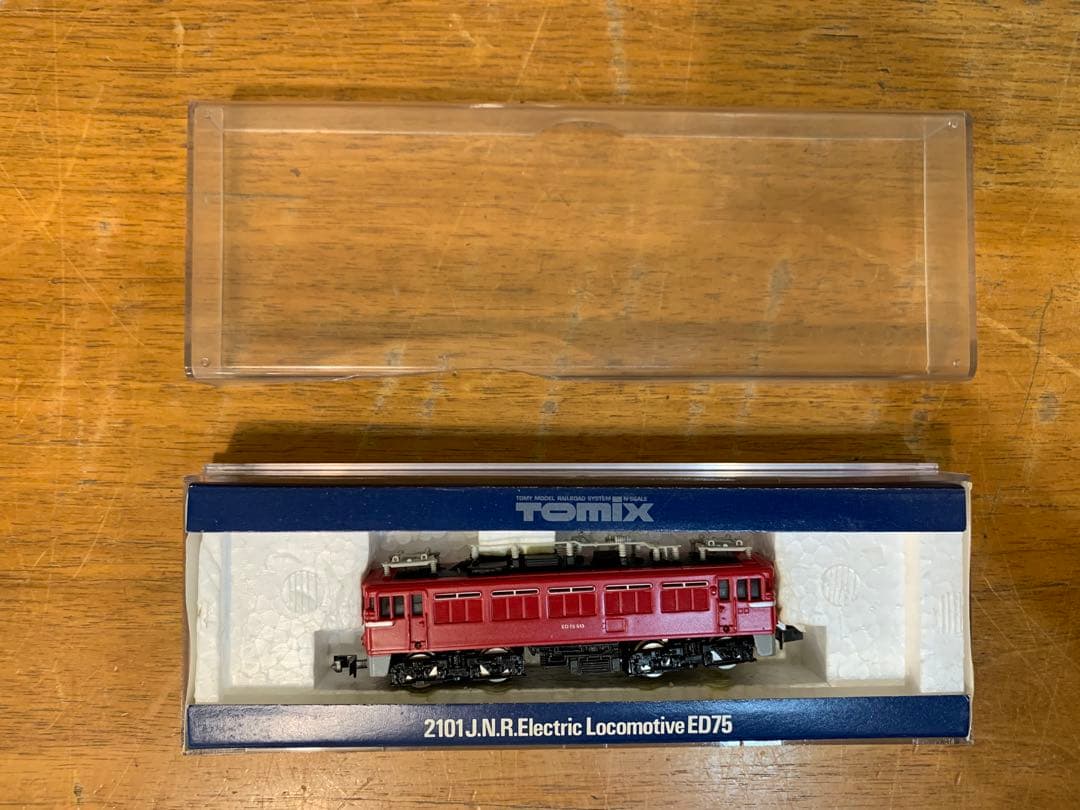 TOMY MODEL RAILROAD SYSTEM N-SCALE
TOMIX
2101 J.N.R. Electric Locomotive ED75